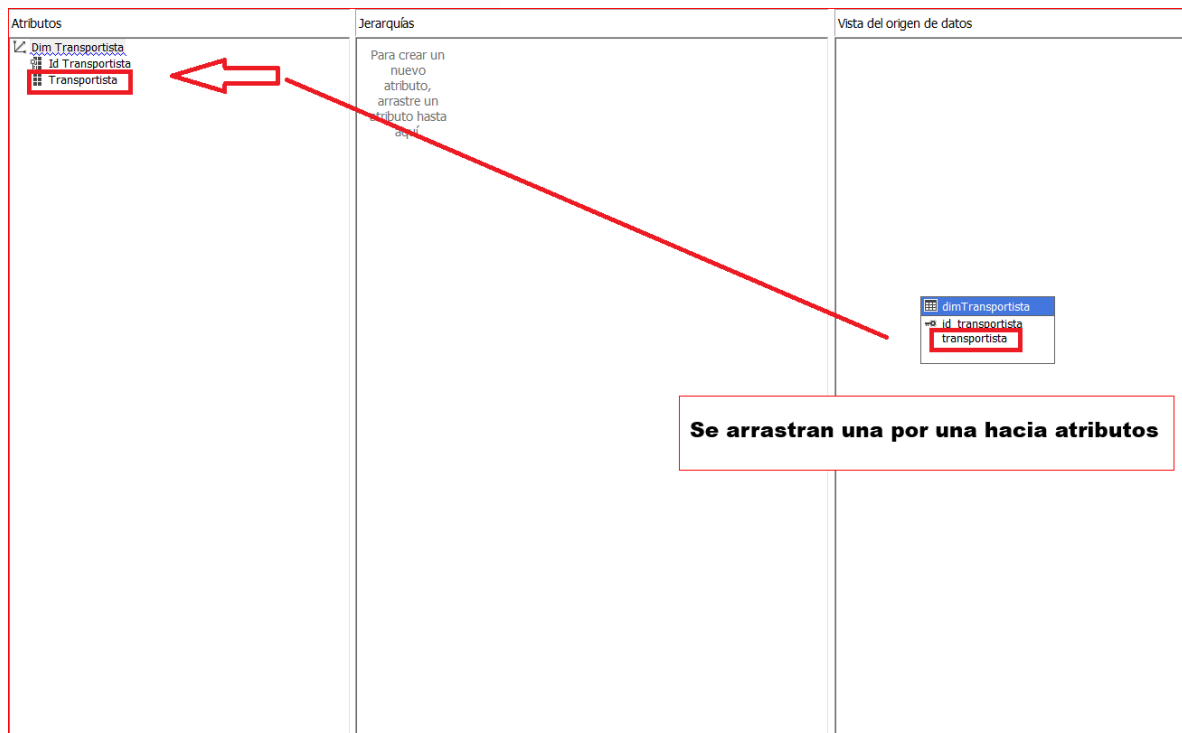 Atributos
Dim Transportista
Id Transportista
Transportista
Jerarquías
Para crear un
nuevo
atributo,
arrastre un
atributo hasta
aquí
Vista del origen de datos
dimTransportista
id_transportista
transportista
Se arrastran una por una hacia atributos